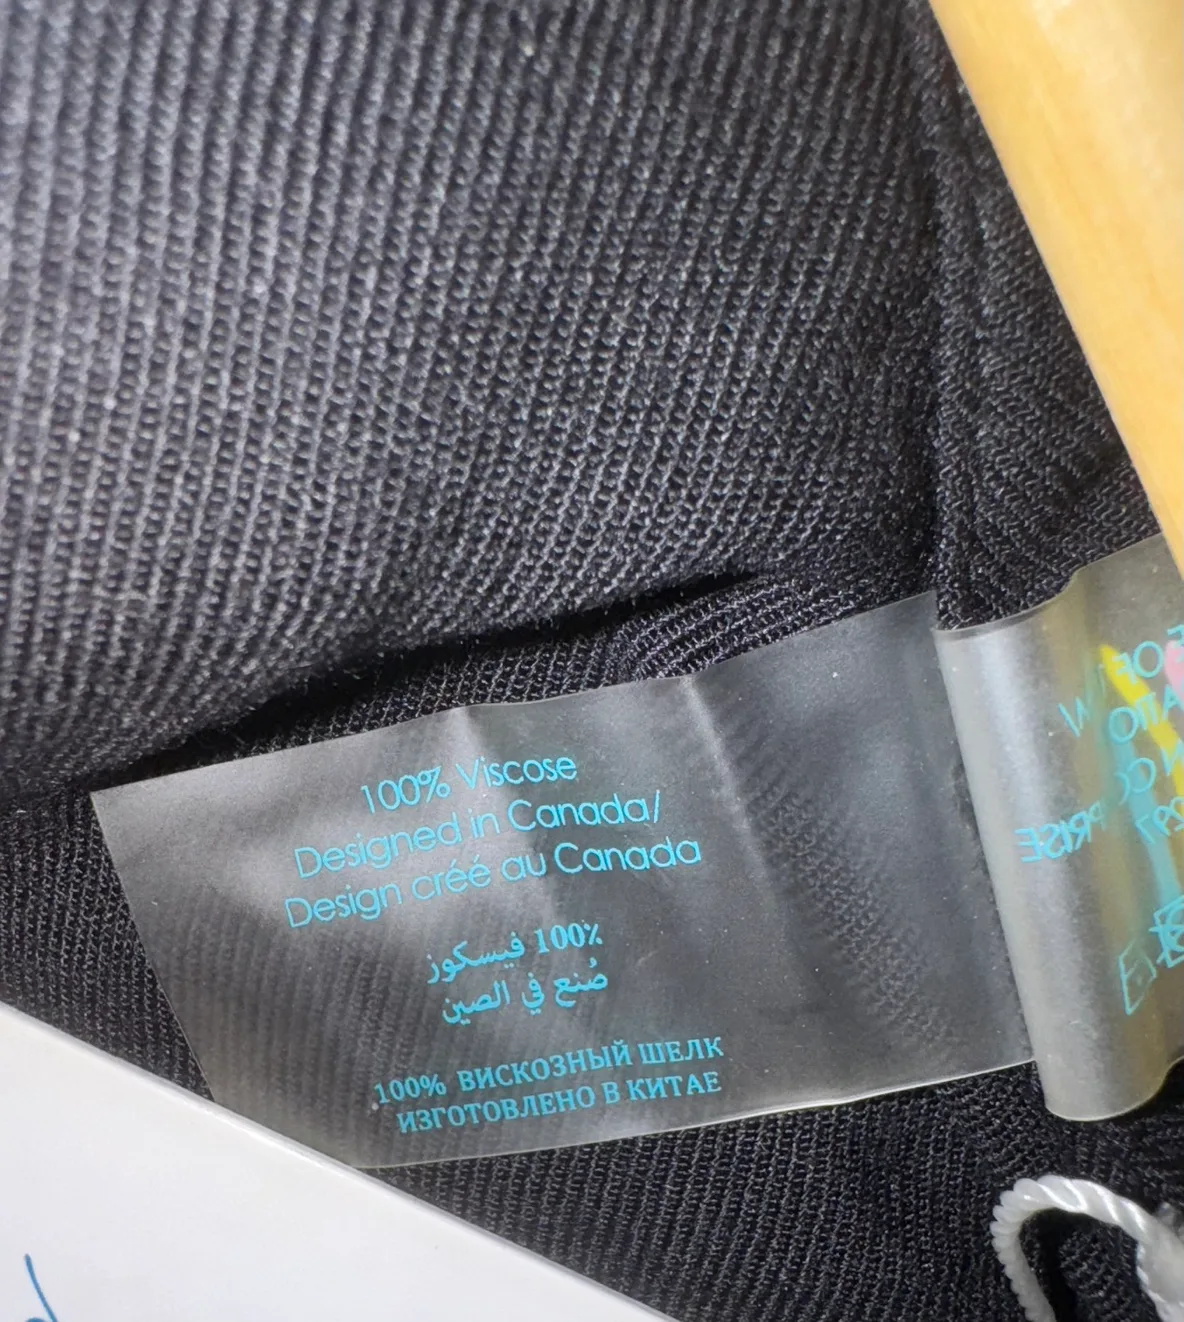 100% Viscose
Designed in Canada/
Design créé au Canada
100٪ فيسكوز
صُنع في الصين
100% ВИСКОЗНЫЙ ШЕЛК
ИЗГОТОВЛЕНО В КИТАЕ